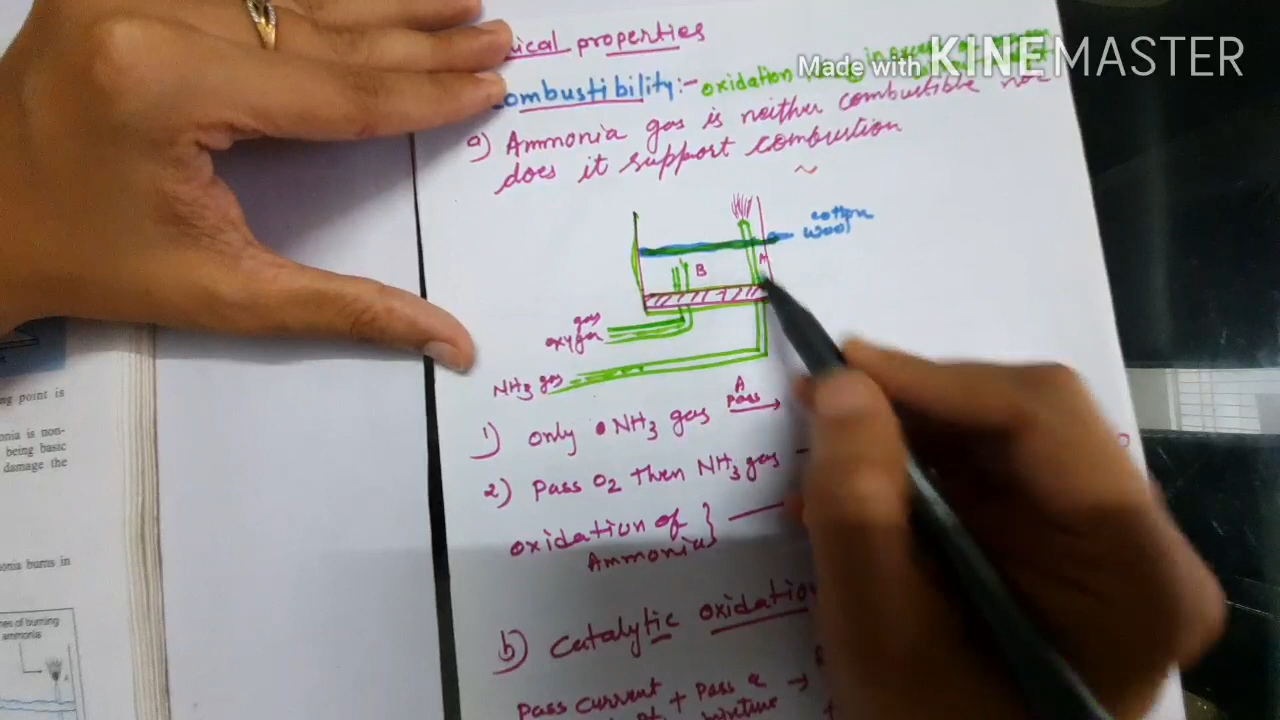 Made with KINEMASTER
ical properties
combustibility:- oxidation
a) Ammonia gas is neither combustible nor
does it support combustion
cotton
wool
B
A
gas
oxygen
NH3 gas
1) only NH3 gas A pass →
2) Pass O2 then NH3 gas
oxidation of
Ammonia
b) Catalytic oxidation
Pass current + Pass a →
mixture
ng point is
onia is non-
being basic
damage the
onia burns in
nes of burning
ammonia